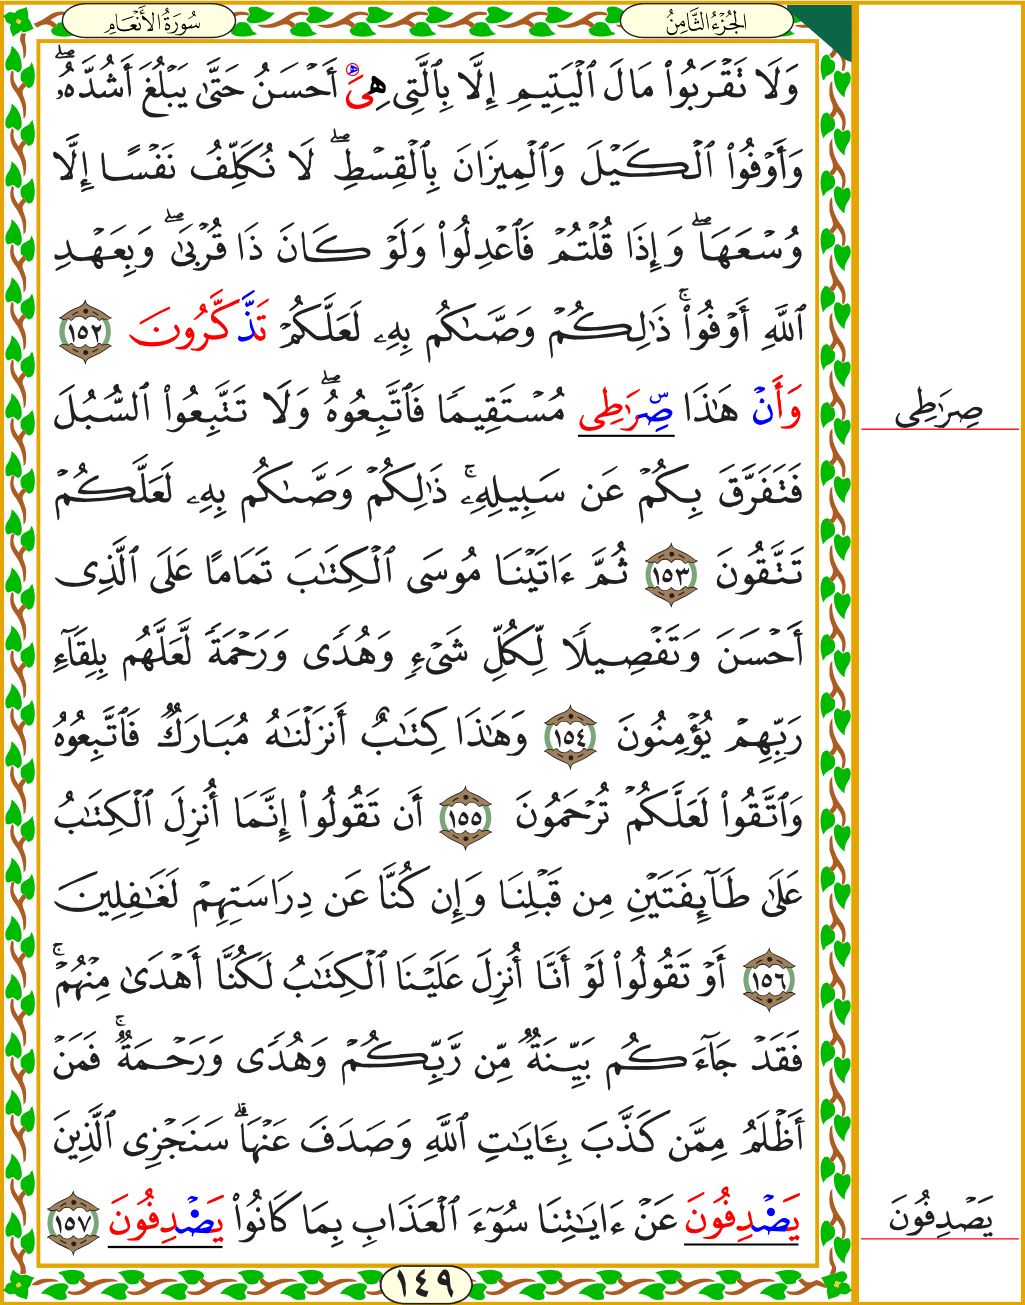 الجُزْءُ الثَّامِنُ
سُورَةُ الأَنْعَامِ
وَلَا تَقْرَبُوا۟ مَالَ ٱلْيَتِيمِ إِلَّا بِٱلَّتِى هِىَ أَحْسَنُ حَتَّىٰ يَبْلُغَ أَشُدَّهُۥۖ
وَأَوْفُوا۟ ٱلْكَيْلَ وَٱلْمِيزَانَ بِٱلْقِسْطِۖ لَا نُكَلِّفُ نَفْسًا إِلَّا
وُسْعَهَاۖ وَإِذَا قُلْتُمْ فَٱعْدِلُوا۟ وَلَوْ كَانَ ذَا قُرْبَىٰۖ وَبِعَهْدِ
ٱللَّهِ أَوْفُوا۟ۚ ذَٰلِكُمْ وَصَّىٰكُم بِهِۦ لَعَلَّكُمْ تَذَّكَّرُونَ ١٥٢
وَأَنْ هَٰذَا صِرَٰطِى مُسْتَقِيمًا فَٱتَّبِعُوهُۖ وَلَا تَتَّبِعُوا۟ ٱلسُّبُلَ
صِرَٰطِى
فَتَفَرَّقَ بِكُمْ عَن سَبِيلِهِۦۚ ذَٰلِكُمْ وَصَّىٰكُم بِهِۦ لَعَلَّكُمْ
تَتَّقُونَ ١٥٣ ثُمَّ ءَاتَيْنَا مُوسَى ٱلْكِتَٰبَ تَمَامًا عَلَى ٱلَّذِى
أَحْسَنَ وَتَفْصِيلًا لِّكُلِّ شَىْءٍ وَهُدًى وَرَحْمَةً لَّعَلَّهُم بِلِقَآءِ
رَبِّهِمْ يُؤْمِنُونَ ١٥٤ وَهَٰذَا كِتَٰبٌ أَنزَلْنَٰهُ مُبَارَكٌ فَٱتَّبِعُوهُ
وَٱتَّقُوا۟ لَعَلَّكُمْ تُرْحَمُونَ ١٥٥ أَن تَقُولُوا۟ إِنَّمَا أُنزِلَ ٱلْكِتَٰبُ
عَلَىٰ طَآئِفَتَيْنِ مِن قَبْلِنَا وَإِن كُنَّا عَن دِرَاسَتِهِمْ لَغَٰفِلِينَ
١٥٦ أَوْ تَقُولُوا۟ لَوْ أَنَّا أُنزِلَ عَلَيْنَا ٱلْكِتَٰبُ لَكُنَّا أَهْدَىٰ مِنْهُمْۚ
فَقَدْ جَآءَكُم بَيِّنَةٌ مِّن رَّبِّكُمْ وَهُدًى وَرَحْمَةٌۚ فَمَنْ
أَظْلَمُ مِمَّن كَذَّبَ بِـَٔايَٰتِ ٱللَّهِ وَصَدَفَ عَنْهَاۗ سَنَجْزِى ٱلَّذِينَ
يَصْدِفُونَ عَنْ ءَايَٰتِنَا سُوٓءَ ٱلْعَذَابِ بِمَا كَانُوا۟ يَصْدِفُونَ ١٥٧
يَصْدِفُونَ
١٤٩